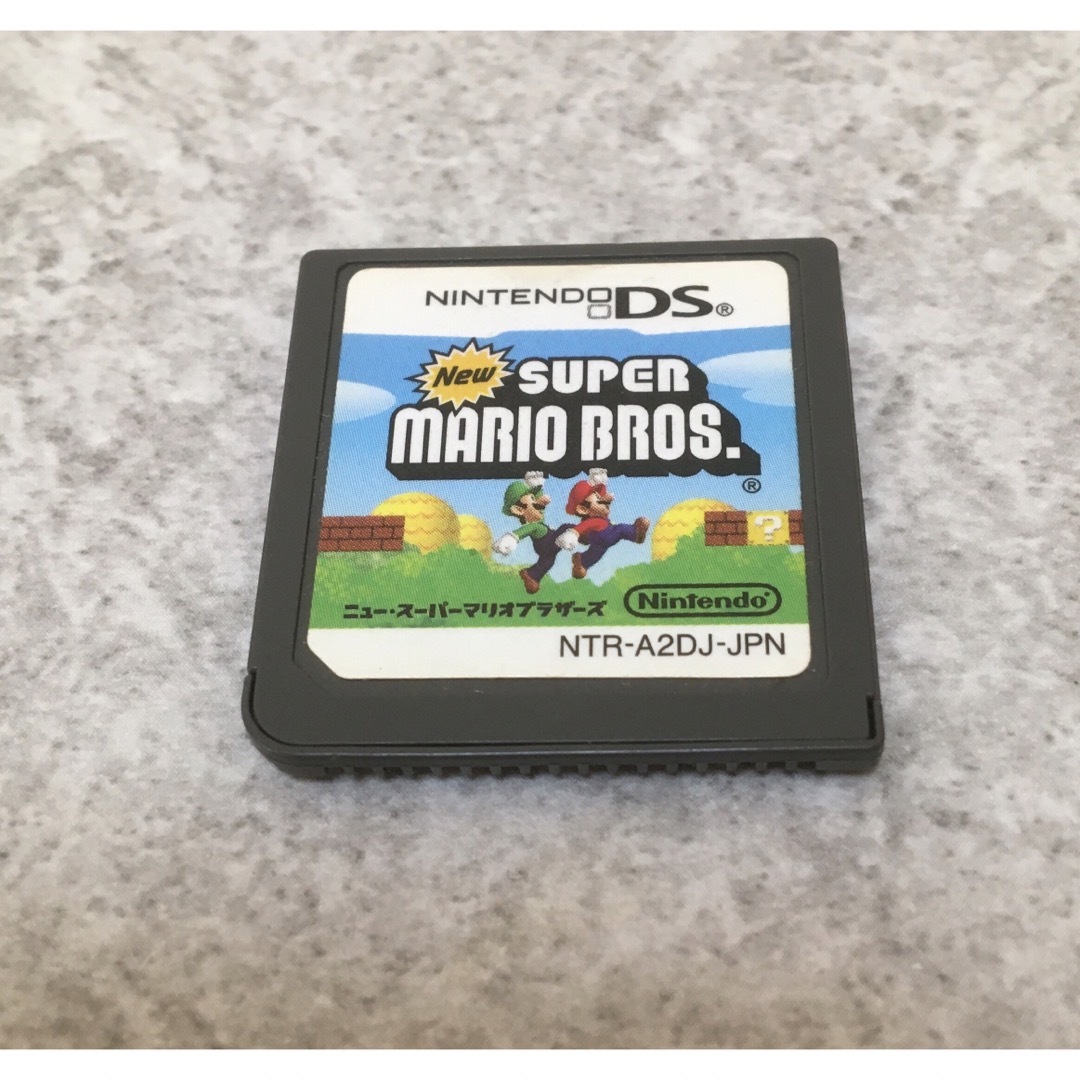 NINTENDO DS®
New SUPER
MARIO BROS.®
?
ニュー・スーパーマリオブラザーズ
Nintendo®
NTR-A2DJ-JPN